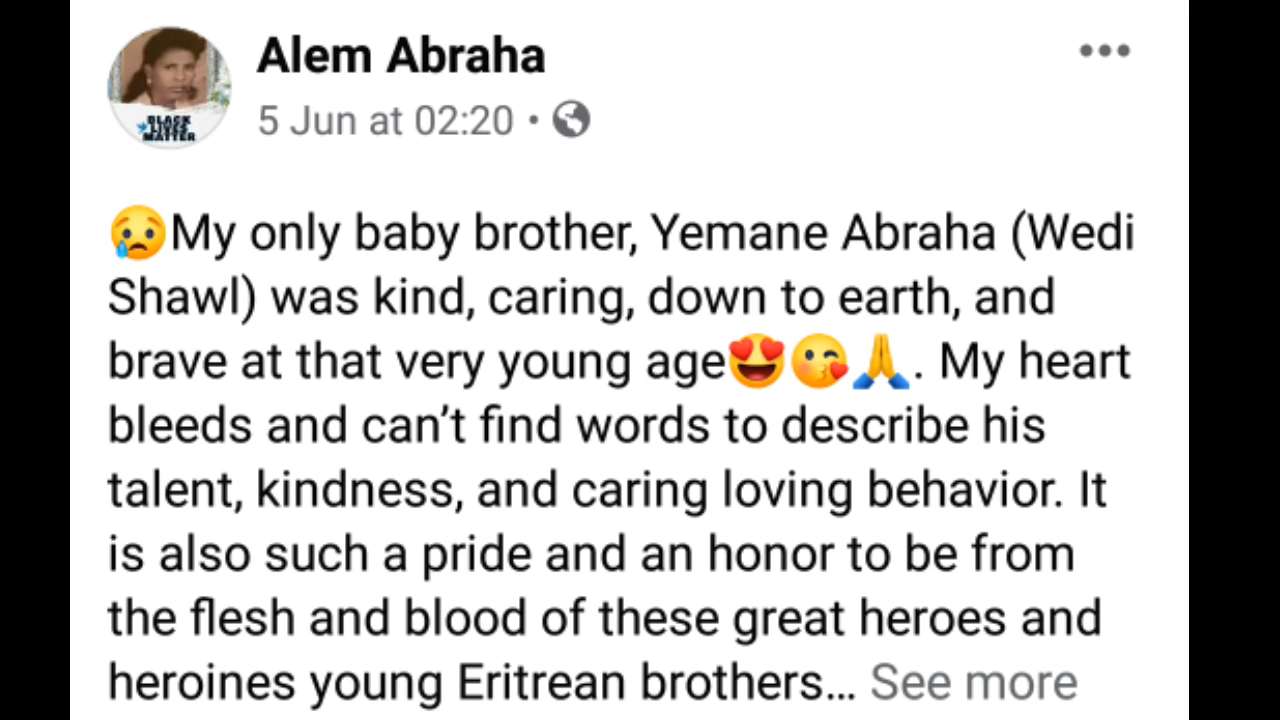 Alem Abraha
5 Jun at 02:20 •
BLACK
LIVES
MATTER
😢My only baby brother, Yemane Abraha (Wedi
Shawl) was kind, caring, down to earth, and
brave at that very young age😍😘🙏. My heart
bleeds and can’t find words to describe his
talent, kindness, and caring loving behavior. It
is also such a pride and an honor to be from
the flesh and blood of these great heroes and
heroines young Eritrean brothers... See more